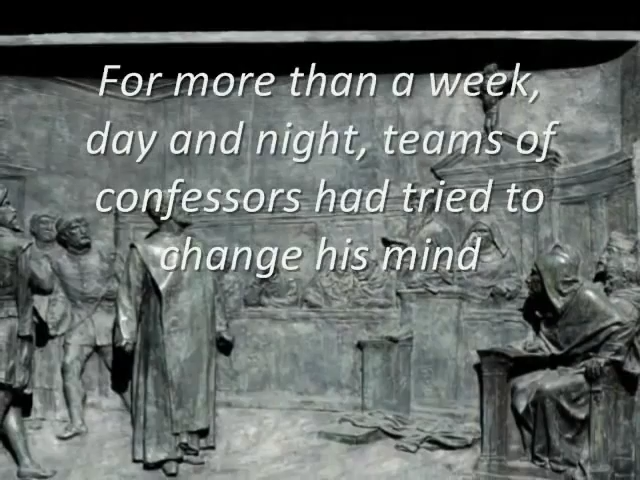 For more than a week,
day and night, teams of
confessors had tried to
change his mind